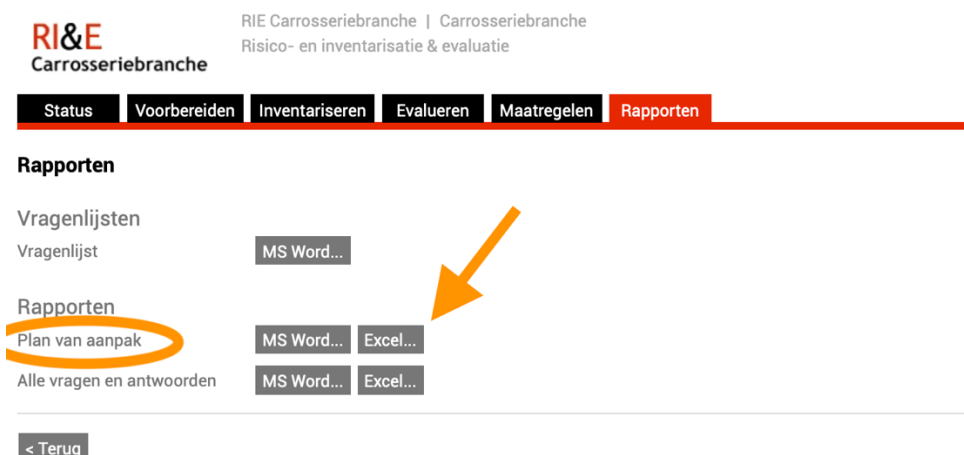 RI&E
Carrosseriebranche
RIE Carrosseriebranche | Carrosseriebranche
Risico- en inventarisatie & evaluatie
Status Voorbereiden Inventariseren Evalueren Maatregelen Rapporten
Rapporten
Vragenlijsten
Vragenlijst MS Word...
Rapporten
Plan van aanpak MS Word... Excel...
Alle vragen en antwoorden MS Word... Excel...
< Terug